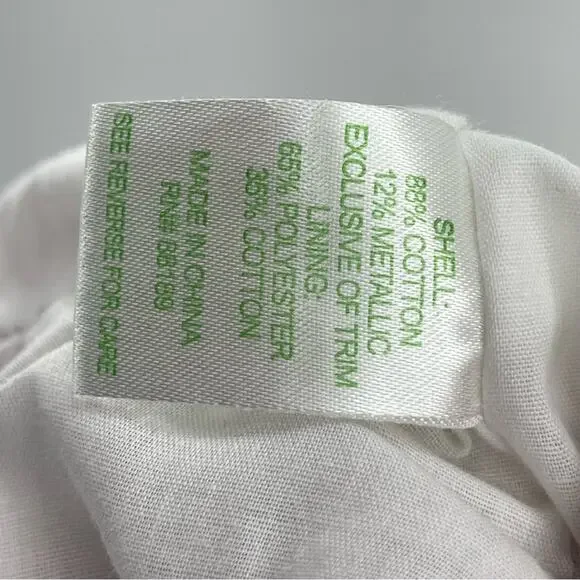 SHELL:
88% COTTON
12% METALLIC
EXCLUSIVE OF TRIM
LINING:
65% POLYESTER
35% COTTON
MADE IN CHINA
RN# 66189
SEE REVERSE FOR CARE